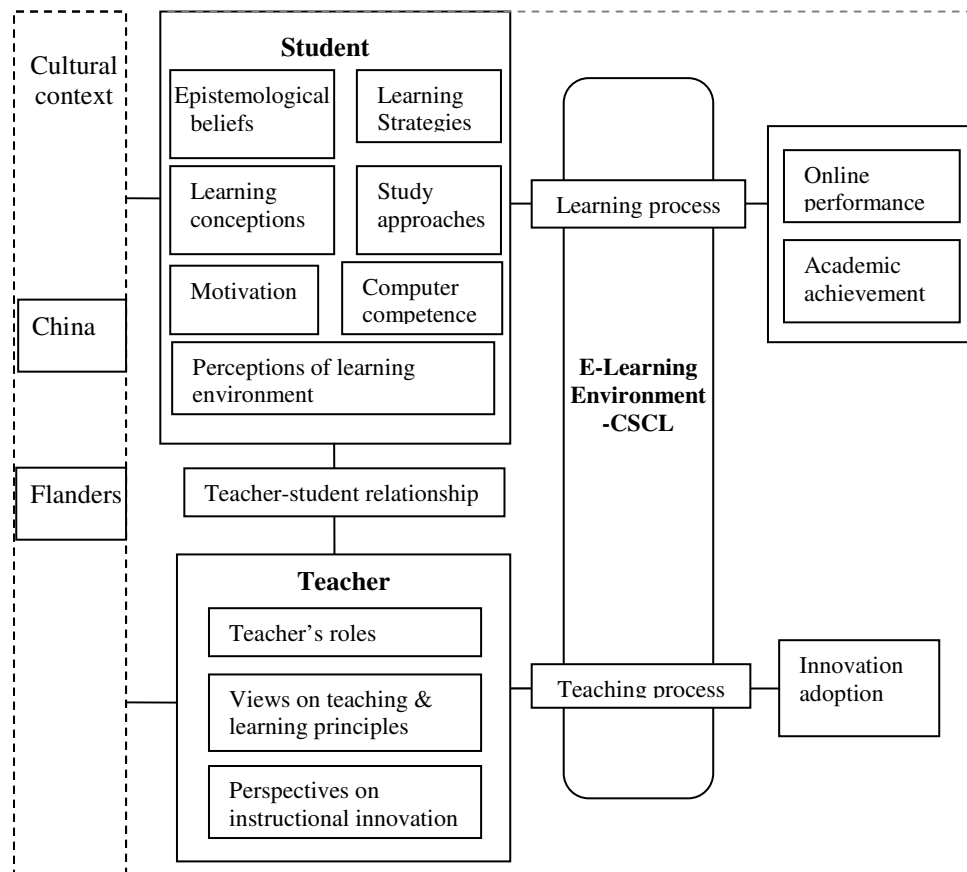 Cultural
context
China
Flanders
Student
Epistemological
beliefs
Learning
Strategies
Learning
conceptions
Study
approaches
Motivation
Computer
competence
Perceptions of learning
environment
Teacher-student relationship
Teacher
Teacher’s roles
Views on teaching &
learning principles
Perspectives on
instructional innovation
Learning process
E-Learning
Environment
-CSCL
Teaching process
Online
performance
Academic
achievement
Innovation
adoption